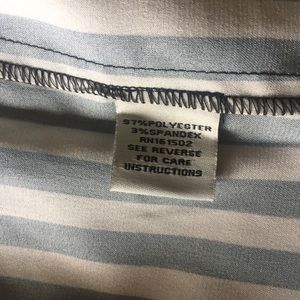 97%POLYESTER
3%SPANDEX
RN161502
SEE REVERSE
FOR CARE
INSTRUCTIONS